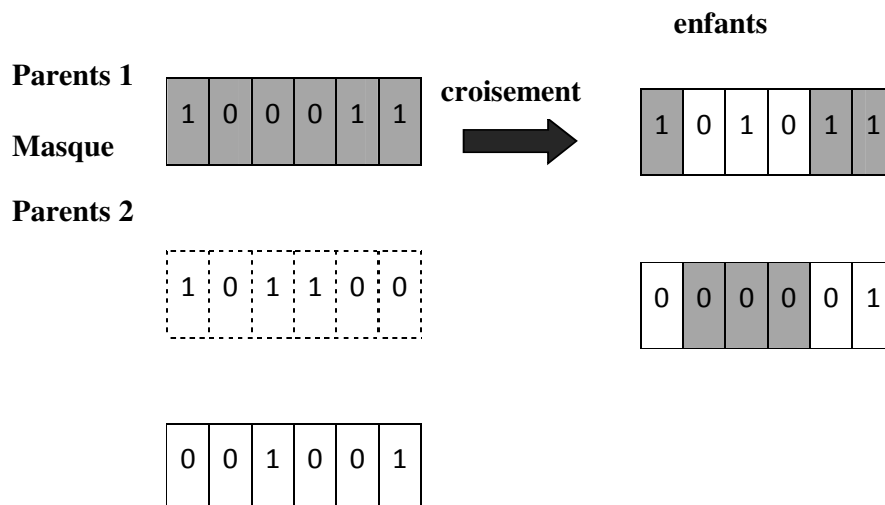 enfants
Parents 1
croisement
1 0 0 0 1 1
1 0 1 0 1 1
Masque
Parents 2
1 0 1 1 0 0
0 0 0 0 0 1
0 0 1 0 0 1